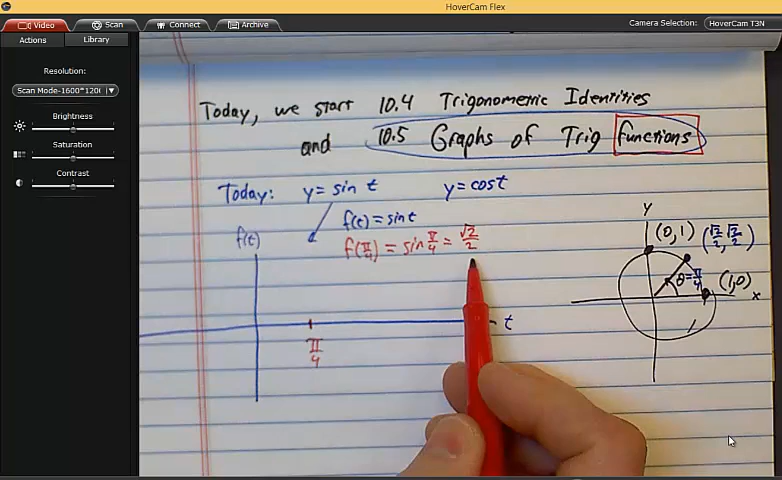 HoverCam Flex
Video Scan Connect Archive Camera Selection: HoverCam T3N
Actions Library
Resolution:
Scan Mode-1600*1200
Brightness
Saturation
Contrast
Today, we start 10.4 Trigonometric Identities
and 10.5 Graphs of Trig functions
Today: y = sin t y = cos t
f(t) = sin t
f(π/4) = sin π/4 = √2/2
f(t)
t
π/4
y
(0,1) (√2/2, √2/2)
θ = π/4 (1,0)
x